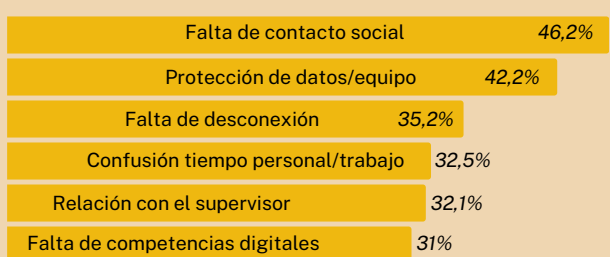 Falta de contacto social 46,2%
Protección de datos/equipo 42,2%
Falta de desconexión 35,2%
Confusión tiempo personal/trabajo 32,5%
Relación con el supervisor 32,1%
Falta de competencias digitales 31%